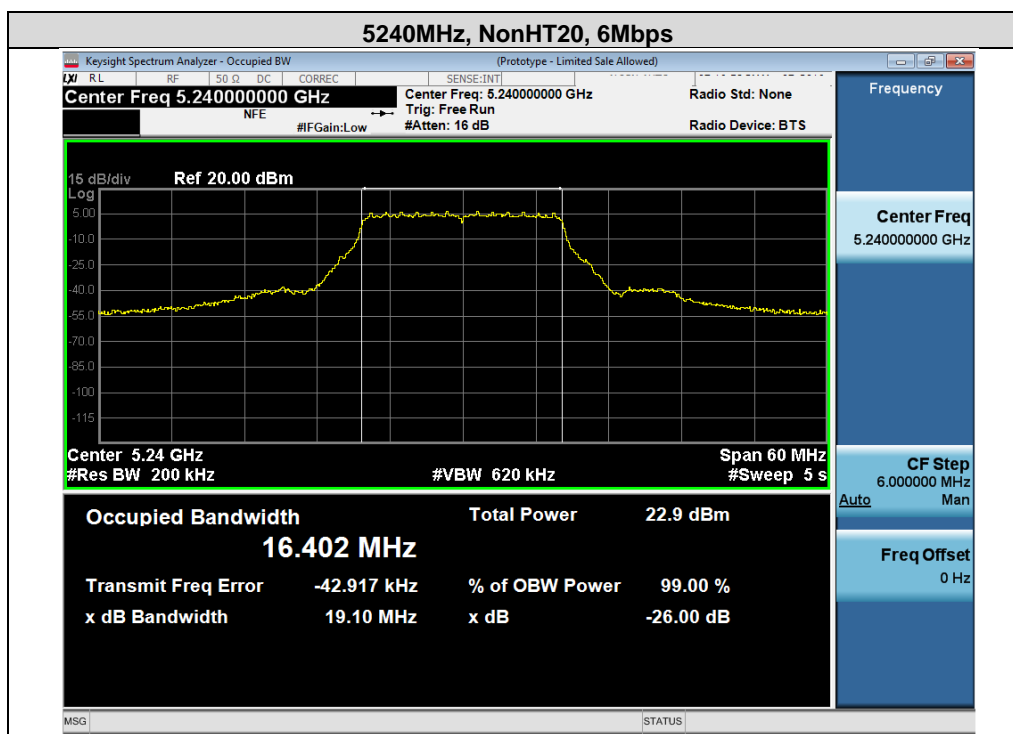 5240MHz, NonHT20, 6Mbps
Keysight Spectrum Analyzer - Occupied BW (Prototype - Limited Sale Allowed)
LXI RL RF 50 Ω DC CORREC SENSE:INT
Center Freq 5.240000000 GHz
NFE
#IFGain:Low
Center Freq: 5.240000000 GHz
Trig: Free Run
#Atten: 16 dB
Radio Std: None
Radio Device: BTS
15 dB/div Ref 20.00 dBm
Log
5.00
-10.0
-25.0
-40.0
-55.0
-70.0
-85.0
-100
-115
Center 5.24 GHz Span 60 MHz
#Res BW 200 kHz #VBW 620 kHz #Sweep 5 s
Occupied Bandwidth Total Power 22.9 dBm
16.402 MHz
Transmit Freq Error -42.917 kHz % of OBW Power 99.00 %
x dB Bandwidth 19.10 MHz x dB -26.00 dB
Frequency
Center Freq
5.240000000 GHz
CF Step
6.000000 MHz
Auto Man
Freq Offset
0 Hz
MSG STATUS